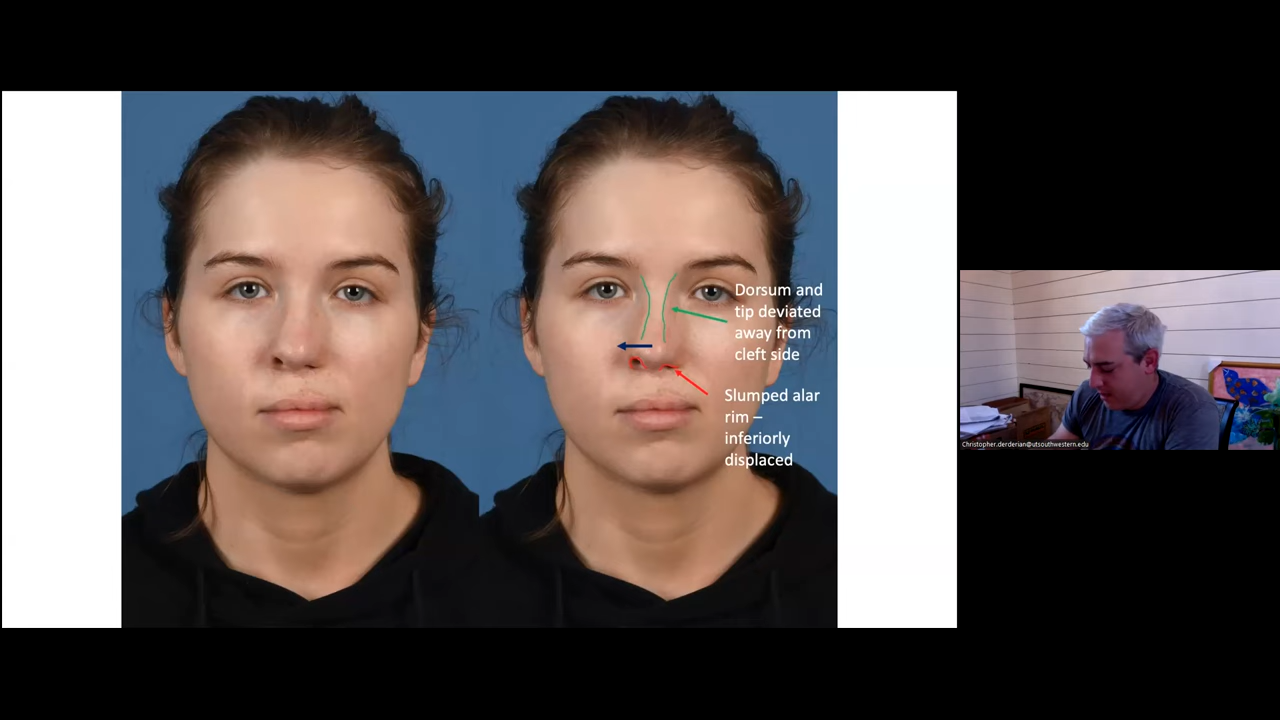 Dorsum and
tip deviated
away from
cleft side
Slumped alar
rim –
inferiorly
displaced
Christopher.derderian@utsouthwestern.edu